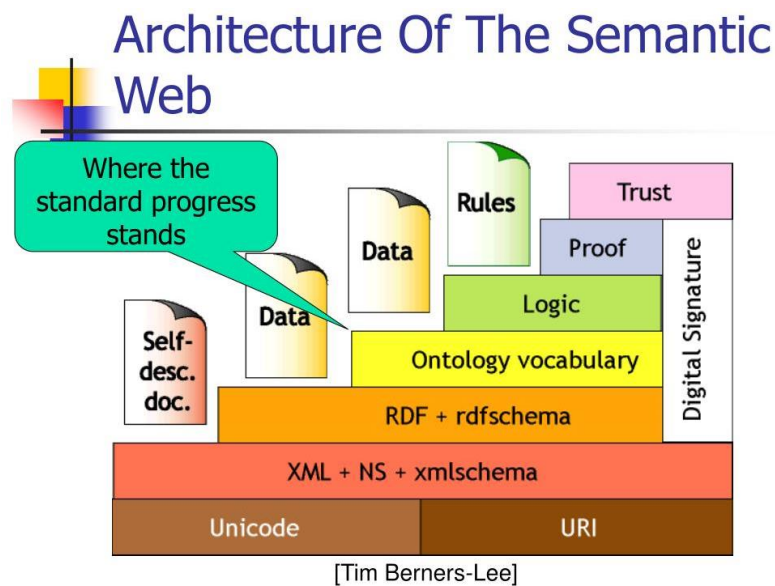 Architecture Of The Semantic
Web
Where the
standard progress
stands
Rules
Trust
Data
Proof
Data
Logic
Self-
desc.
doc.
Ontology vocabulary
Digital Signature
RDF + rdfschema
XML + NS + xmlschema
Unicode
URI
[Tim Berners-Lee]